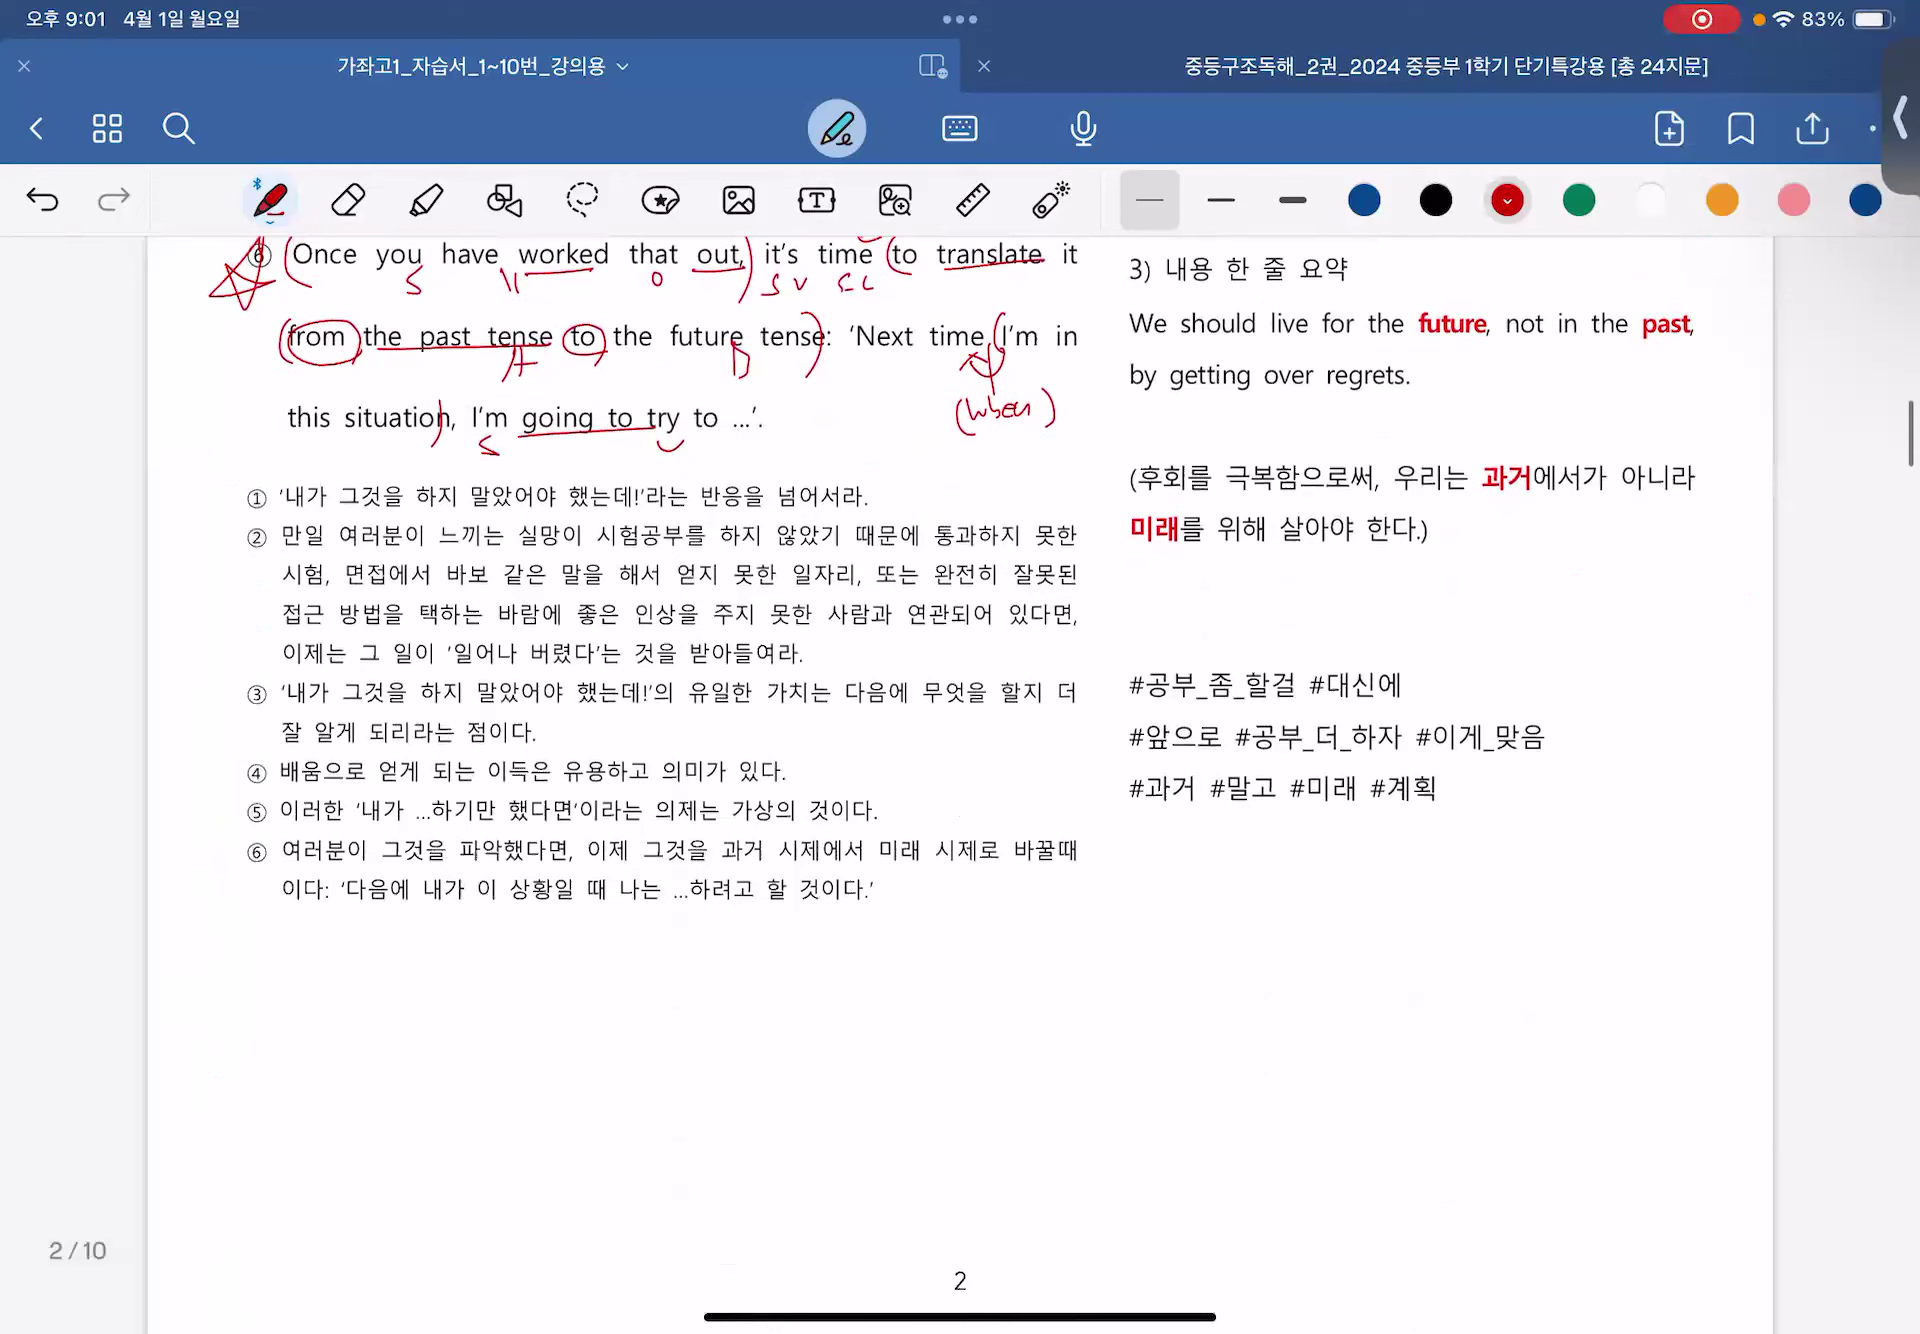 오후 9:01 4월 1일 월요일
83%
가좌고1_자습서_1~10번_강의용
중등구조독해_2권_2024 중등부 1학기 단기특강용 [총 24지문]
⑥ Once you have worked that out, it's time to translate it
S V O S V S.C
from the past tense to the future tense: 'Next time I'm in
A B
(when)
this situation, I'm going to try to ...'.
S V
① '내가 그것을 하지 말았어야 했는데!'라는 반응을 넘어서라.
② 만일 여러분이 느끼는 실망이 시험공부를 하지 않았기 때문에 통과하지 못한
시험, 면접에서 바보 같은 말을 해서 얻지 못한 일자리, 또는 완전히 잘못된
접근 방법을 택하는 바람에 좋은 인상을 주지 못한 사람과 연관되어 있다면,
이제는 그 일이 '일어나 버렸다'는 것을 받아들여라.
③ '내가 그것을 하지 말았어야 했는데!'의 유일한 가치는 다음에 무엇을 할지 더
잘 알게 되리라는 점이다.
④ 배움으로 얻게 되는 이득은 유용하고 의미가 있다.
⑤ 이러한 '내가 ...하기만 했다면'이라는 의제는 가상의 것이다.
⑥ 여러분이 그것을 파악했다면, 이제 그것을 과거 시제에서 미래 시제로 바꿀때
이다: '다음에 내가 이 상황일 때 나는 ...하려고 할 것이다.'
3) 내용 한 줄 요약
We should live for the future, not in the past,
by getting over regrets.
(후회를 극복함으로써, 우리는 과거에서가 아니라
미래를 위해 살아야 한다.)
#공부_좀_할걸 #대신에
#앞으로 #공부_더_하자 #이게_맞음
#과거 #말고 #미래 #계획
2 / 10
2